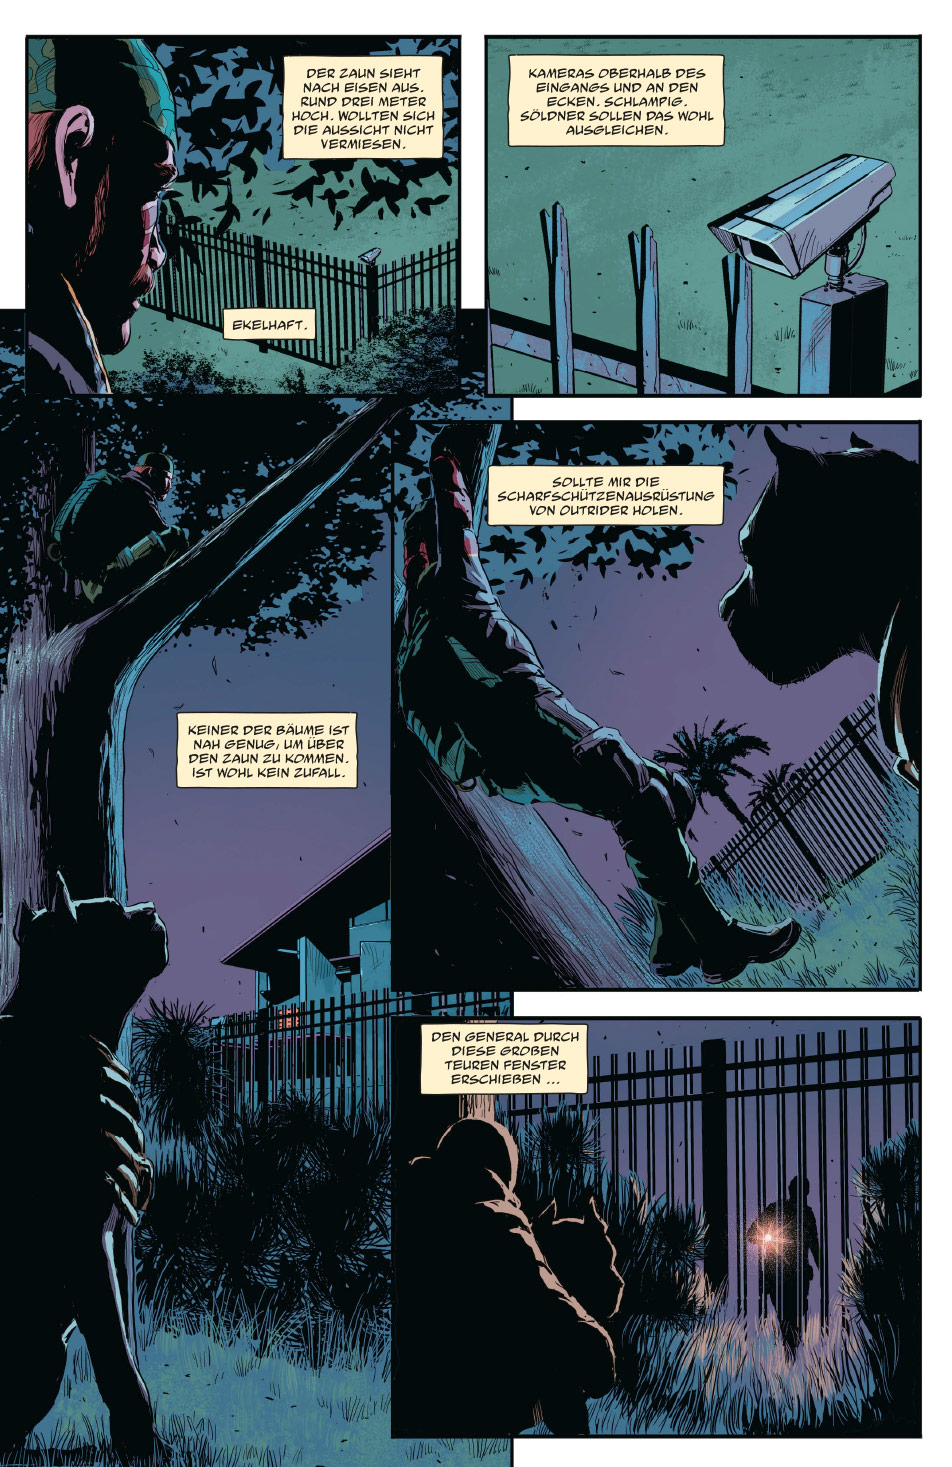 DER ZAUN SIEHT
NACH EISEN AUS.
RUND DREI METER
HOCH. WOLLTEN SICH
DIE AUSSICHT NICHT
VERMIESEN.
EKELHAFT.
KAMERAS OBERHALB DES
EINGANGS UND AN DEN
ECKEN. SCHLAMPIG.
SÖLDNER SOLLEN DAS WOHL
AUSGLEICHEN.
KEINER DER BÄUME IST
NAH GENUG, UM ÜBER
DEN ZAUN ZU KOMMEN.
IST WOHL KEIN ZUFALL.
SOLLTE MIR DIE
SCHARFSCHÜTZENAUSRÜSTUNG
VON OUTRIDER HOLEN.
DEN GENERAL DURCH
DIESE GROßEN
TEUREN FENSTER
ERSCHIEßEN ...